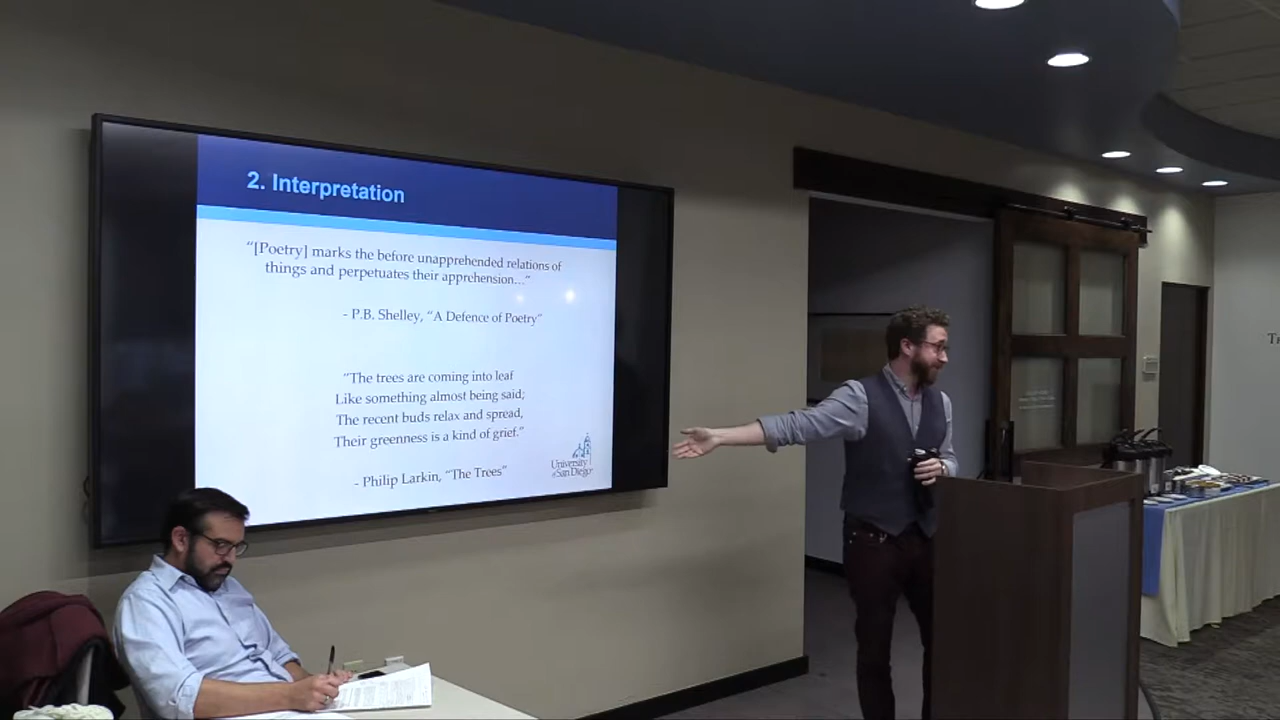 2. Interpretation
“[Poetry] marks the before unapprehended relations of
things and perpetuates their apprehension...”
- P.B. Shelley, “A Defence of Poetry”
“The trees are coming into leaf
Like something almost being said;
The recent buds relax and spread,
Their greenness is a kind of grief.”
- Philip Larkin, “The Trees”
University
of San Diego